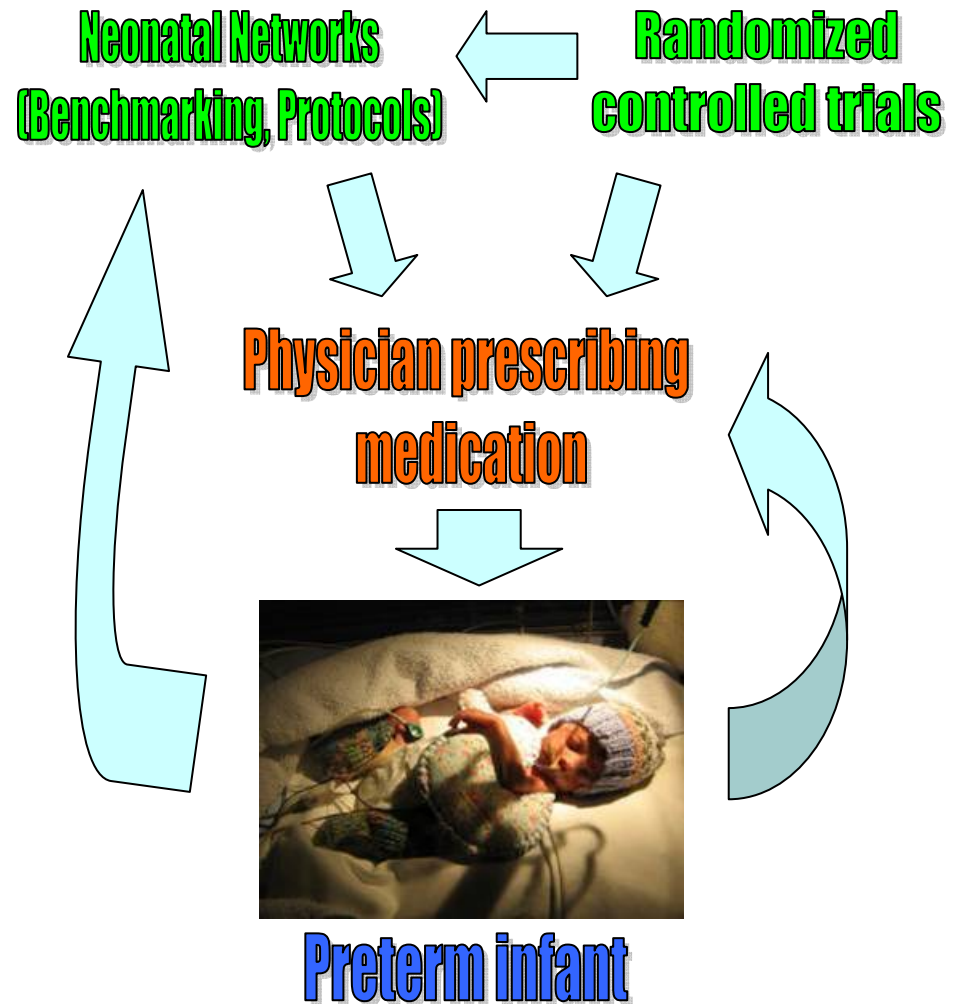 Neonatal Networks
(Benchmarking, Protocols)
Randomized
controlled trials
Physician prescribing
medication
Preterm infant